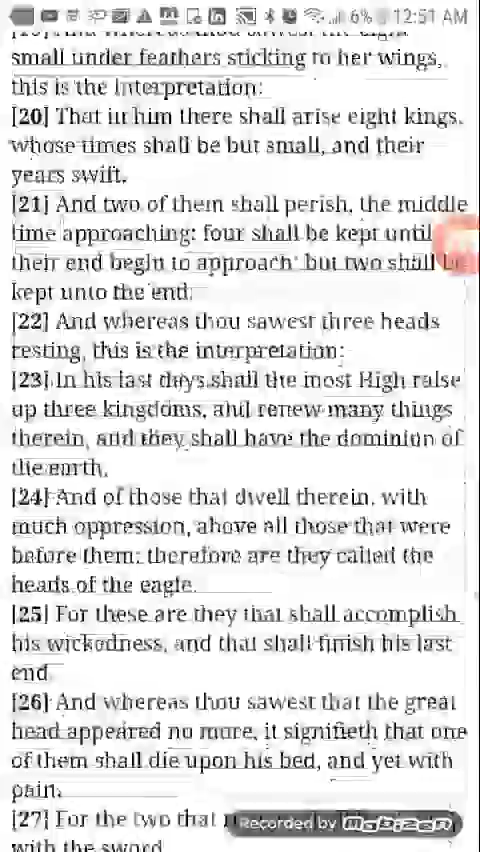 6% 12:51 AM
small under feathers sticking to her wings,
this is the interpretation:
[20] That in him there shall arise eight kings,
whose times shall be but small, and their
years swift.
[21] And two of them shall perish, the middle
time approaching: four shall be kept until
their end begin to approach: but two shall be
kept unto the end.
[22] And whereas thou sawest three heads
resting, this is the interpretation:
[23] In his last days shall the most High raise
up three kingdoms, and renew many things
therein, and they shall have the dominion of
the earth,
[24] And of those that dwell therein, with
much oppression, above all those that were
before them: therefore are they called the
heads of the eagle.
[25] For these are they that shall accomplish
his wickedness, and that shall finish his last
end.
[26] And whereas thou sawest that the great
head appeared no more, it signifieth that one
of them shall die upon his bed, and yet with
pain.
[27] For the two that
Recorded by mobizen
with the sword